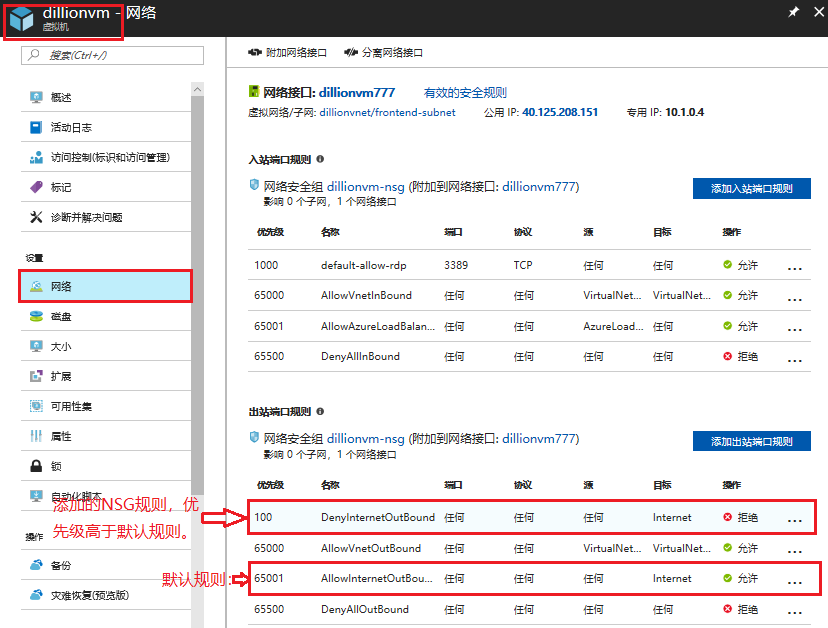 dillionvm - 网络
虚拟机
搜索(Ctrl+/)
概述
活动日志
访问控制(标识和访问管理)
标记
诊断并解决问题
设置
网络
磁盘
大小
扩展
可用性集
属性
锁
自动化脚本
操作
备份
灾难恢复(预览版)
附加网络接口 分离网络接口
网络接口: dillionvm777 有效的安全规则
虚拟网络/子网: dillionvnet/frontend-subnet 公用 IP: 40.125.208.151 专用 IP: 10.1.0.4
入站端口规则
网络安全组 dillionvm-nsg (附加到网络接口: dillionvm777)
影响 0 个子网, 1 个网络接口
添加入站端口规则
优先级 名称 端口 协议 源 目标 操作
1000 default-allow-rdp 3389 TCP 任何 任何 允许 ...
65000 AllowVnetInBound 任何 任何 VirtualNet... VirtualNet... 允许 ...
65001 AllowAzureLoadBalan... 任何 任何 AzureLoad... 任何 允许 ...
65500 DenyAllInBound 任何 任何 任何 任何 拒绝 ...
出站端口规则
网络安全组 dillionvm-nsg (附加到网络接口: dillionvm777)
影响 0 个子网, 1 个网络接口
添加出站端口规则
优先级 名称 端口 协议 源 目标 操作
100 DenyInternetOutBound 任何 任何 任何 Internet 拒绝 ...
65000 AllowVnetOutBound 任何 任何 VirtualNet... VirtualNet... 允许 ...
65001 AllowInternetOutBou... 任何 任何 任何 Internet 允许 ...
65500 DenyAllOutBound 任何 任何 任何 任何 拒绝 ...
添加的NSG规则，优
先级高于默认规则。
默认规则: